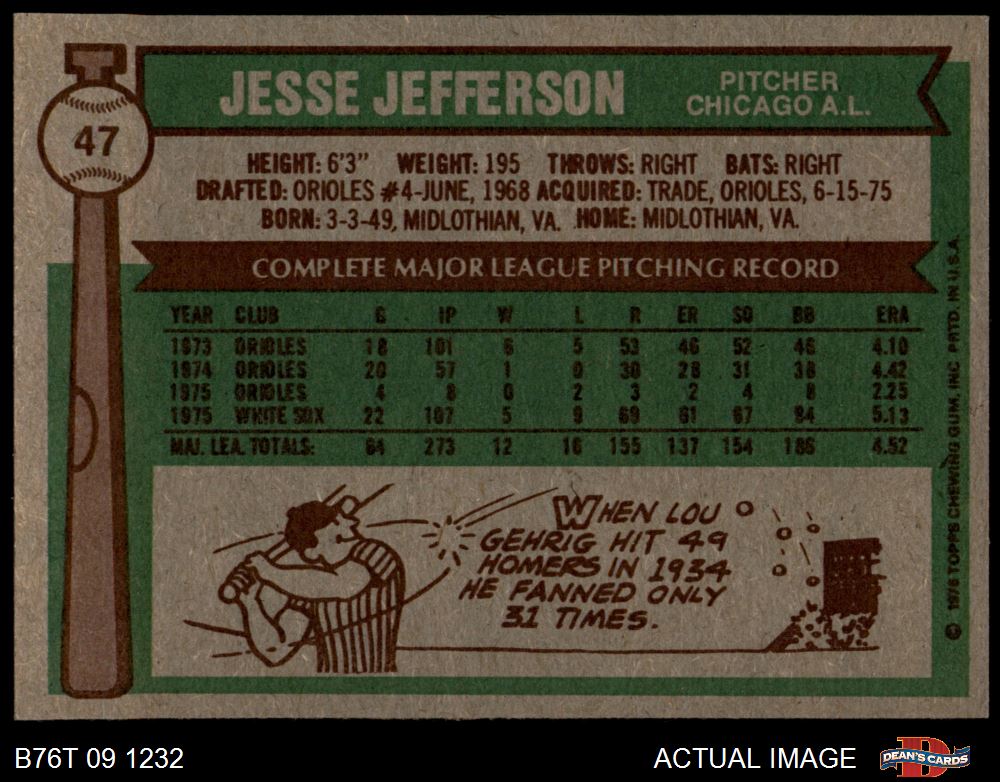 47
JESSE JEFFERSON
PITCHER
CHICAGO A.L.
HEIGHT: 6'3" WEIGHT: 195 THROWS: RIGHT BATS: RIGHT
DRAFTED: ORIOLES #4-JUNE, 1968 ACQUIRED: TRADE, ORIOLES, 6-15-75
BORN: 3-3-49, MIDLOTHIAN, VA. HOME: MIDLOTHIAN, VA.
COMPLETE MAJOR LEAGUE PITCHING RECORD
YEAR CLUB G IP W L R ER SO BB ERA
1973 ORIOLES 18 101 6 5 53 46 52 46 4.10
1974 ORIOLES 20 57 1 0 30 28 31 38 4.42
1975 ORIOLES 4 8 0 2 3 2 4 8 2.25
1975 WHITE SOX 22 107 5 9 69 61 67 94 5.13
MAJ. LEA. TOTALS: 64 273 12 16 155 137 154 186 4.52
WHEN LOU
GEHRIG HIT 49
HOMERS IN 1934
HE FANNED ONLY
31 TIMES.
© 1976 TOPPS CHEWING GUM, INC. PRTD. IN U.S.A.
B76T 09 1232
ACTUAL IMAGE
DEAN'S CARDS